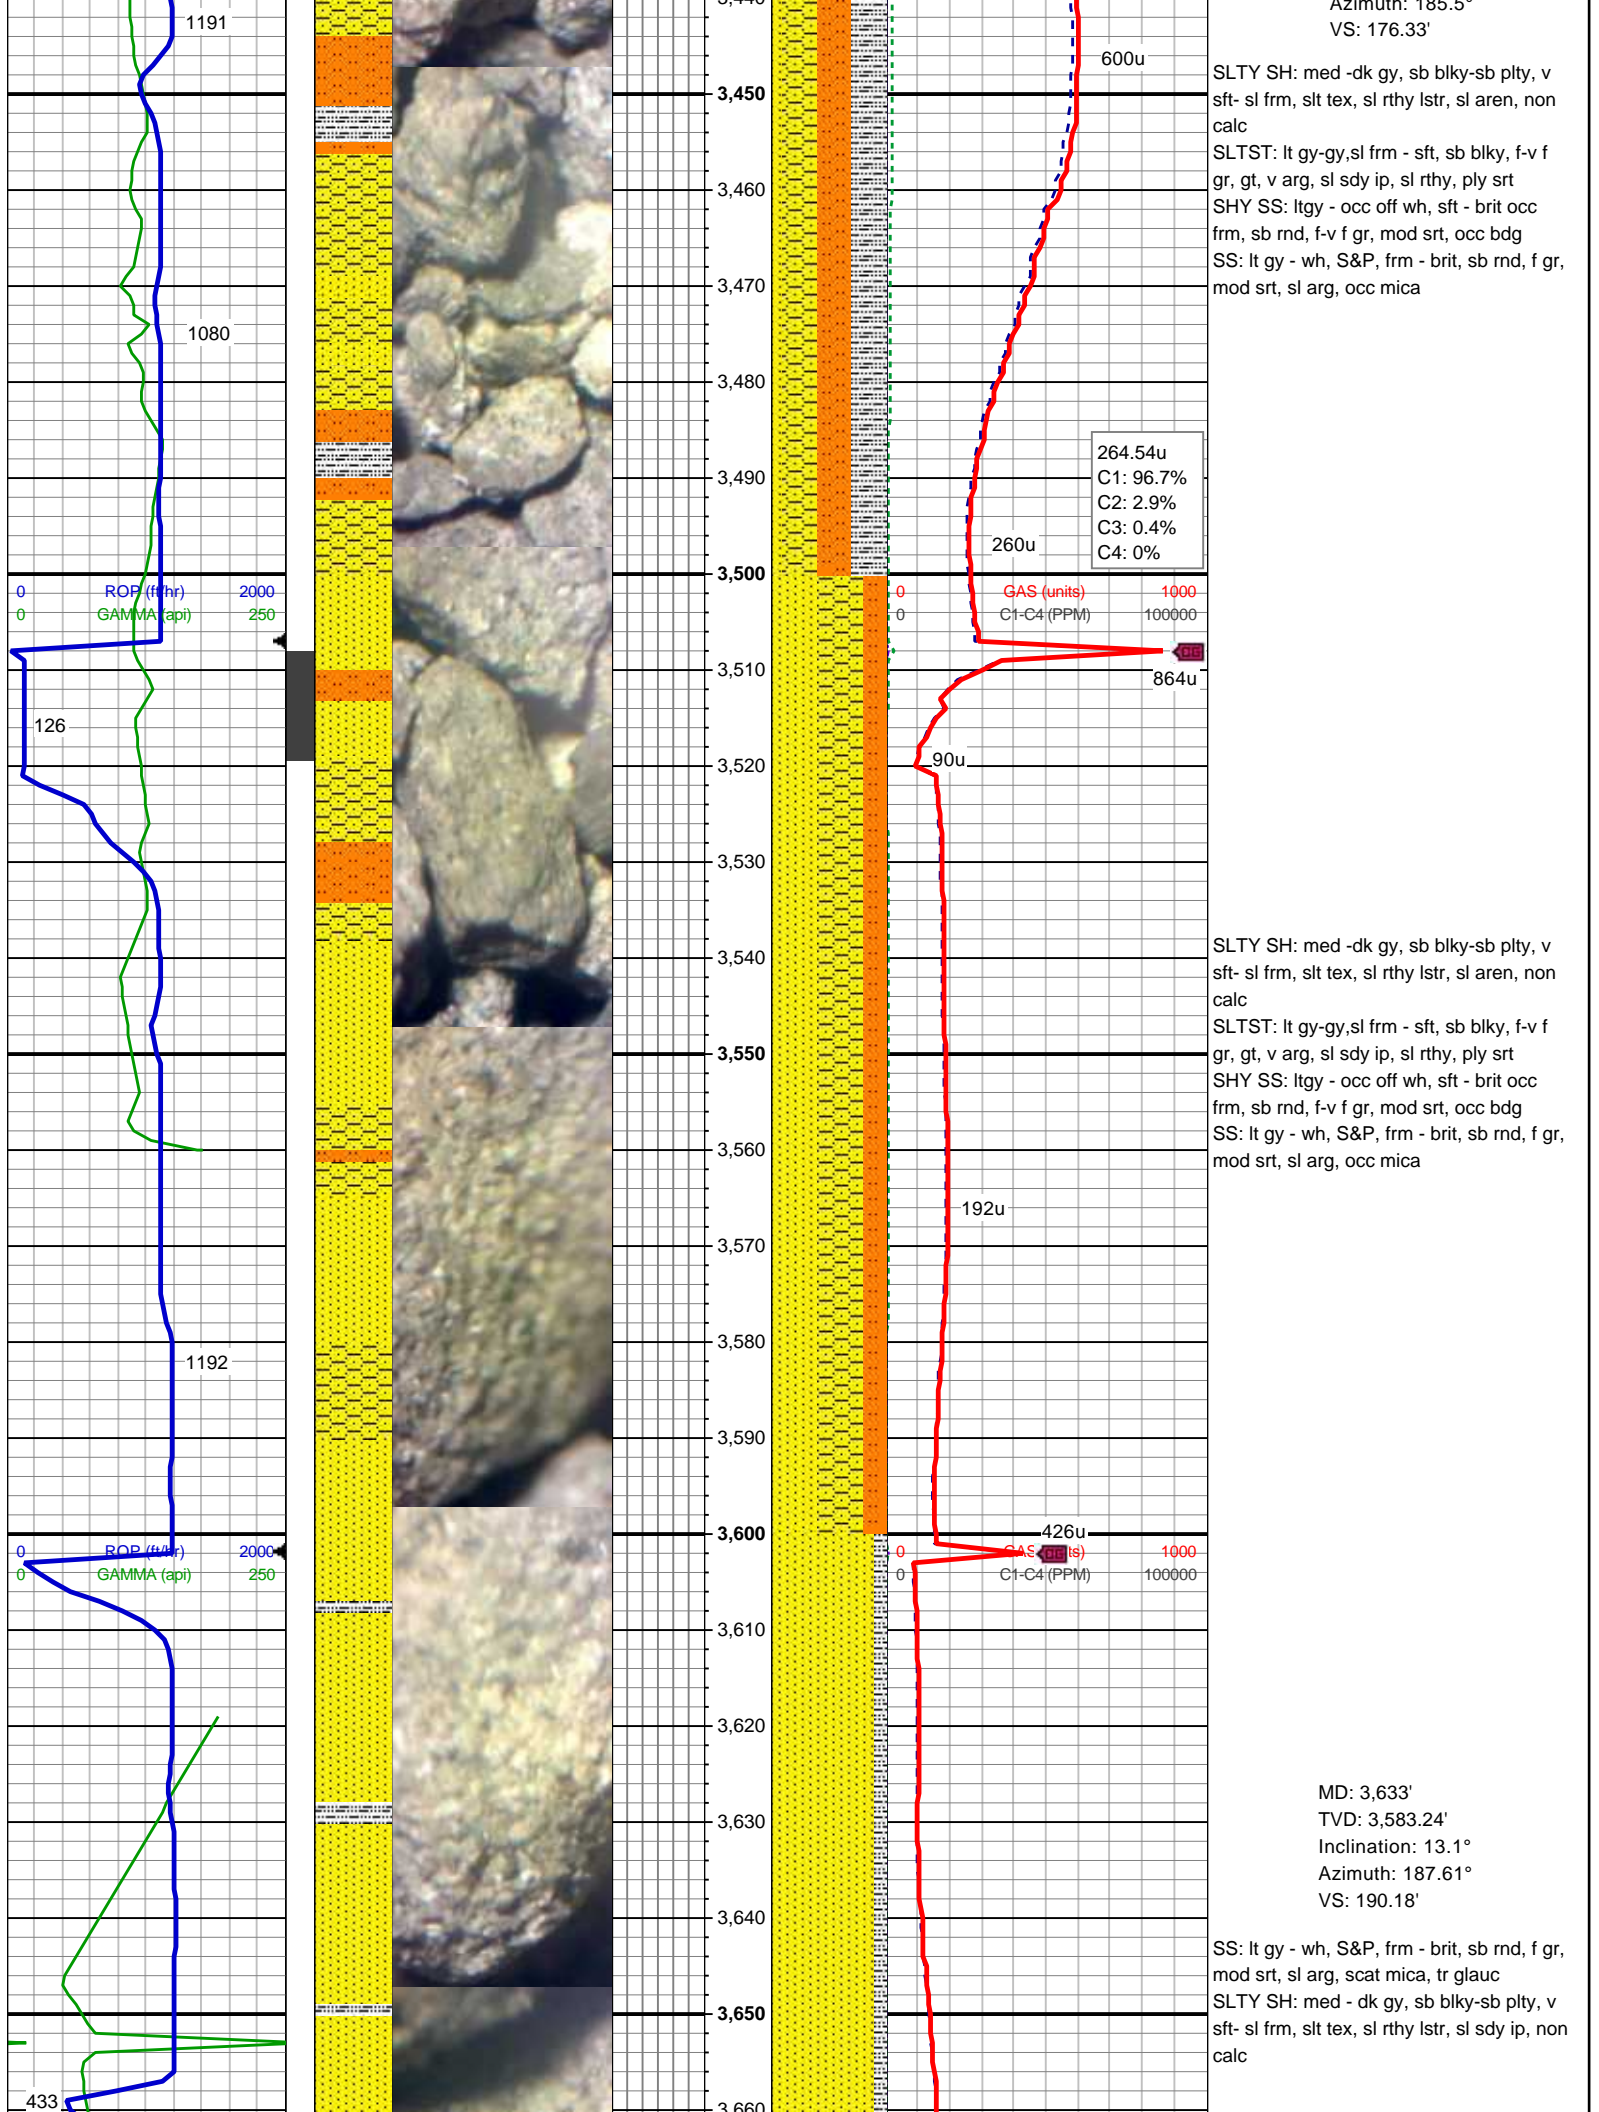 3,440
Azimuth: 185.5°
1191
VS: 176.33'
600u
SLTY SH: med -dk gy, sb blky-sb plty, v
sft- sl frm, slt tex, sl rthy lstr, sl aren, non
calc
3,450
SLTST: lt gy-gy,sl frm - sft, sb blky, f-v f
gr, gt, v arg, sl sdy ip, sl rthy, ply srt
3,460
SHY SS: ltgy - occ off wh, sft - brit occ
frm, sb rnd, f-v f gr, mod srt, occ bdg
SS: lt gy - wh, S&P, frm - brit, sb rnd, f gr,
mod srt, sl arg, occ mica
3,470
1080
3,480
264.54u
C1: 96.7%
C2: 2.9%
C3: 0.4%
C4: 0%
3,490
260u
3,500
0 ROP (ft/hr) 2000
0 GAMMA (api) 250
0 GAS (units) 1000
0 C1-C4 (PPM) 100000
DG
3,510
864u
126
90u
3,520
3,530
SLTY SH: med -dk gy, sb blky-sb plty, v
sft- sl frm, slt tex, sl rthy lstr, sl aren, non
calc
3,540
SLTST: lt gy-gy,sl frm - sft, sb blky, f-v f
gr, gt, v arg, sl sdy ip, sl rthy, ply srt
3,550
SHY SS: ltgy - occ off wh, sft - brit occ
frm, sb rnd, f-v f gr, mod srt, occ bdg
SS: lt gy - wh, S&P, frm - brit, sb rnd, f gr,
mod srt, sl arg, occ mica
3,560
192u
3,570
3,580
1192
3,590
3,600
426u
0 ROP (ft/hr) 2000
0 GAMMA (api) 250
0 1000
0 C1-C4 (PPM) 100000
3,610
3,620
3,630
MD: 3,633'
TVD: 3,583.24'
Inclination: 13.1°
Azimuth: 187.61°
VS: 190.18'
3,640
SS: lt gy - wh, S&P, frm - brit, sb rnd, f gr,
mod srt, sl arg, scat mica, tr glauc
3,650
SLTY SH: med - dk gy, sb blky-sb plty, v
sft- sl frm, slt tex, sl rthy lstr, sl sdy ip, non
calc
433
3,660